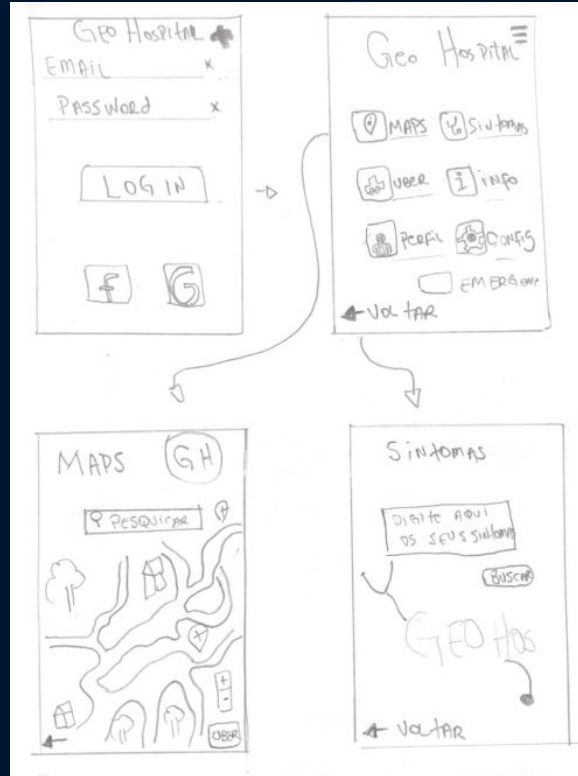 GEO HOSPITAL
EMAIL x
PASSWORD x
LOGIN
f G
Geo HOSPITAL
MAPS SINTOMAS
UBER i iNFO
PERFIL CONFIG
EMERGENC
VOLTAR
MAPS GH
PESQUISAR
+
-
UBER
SINTOMAS
DIGITE AQUI
OS SEUS SINTOMAS
BUSCAR
GEO HOS
VOLTAR